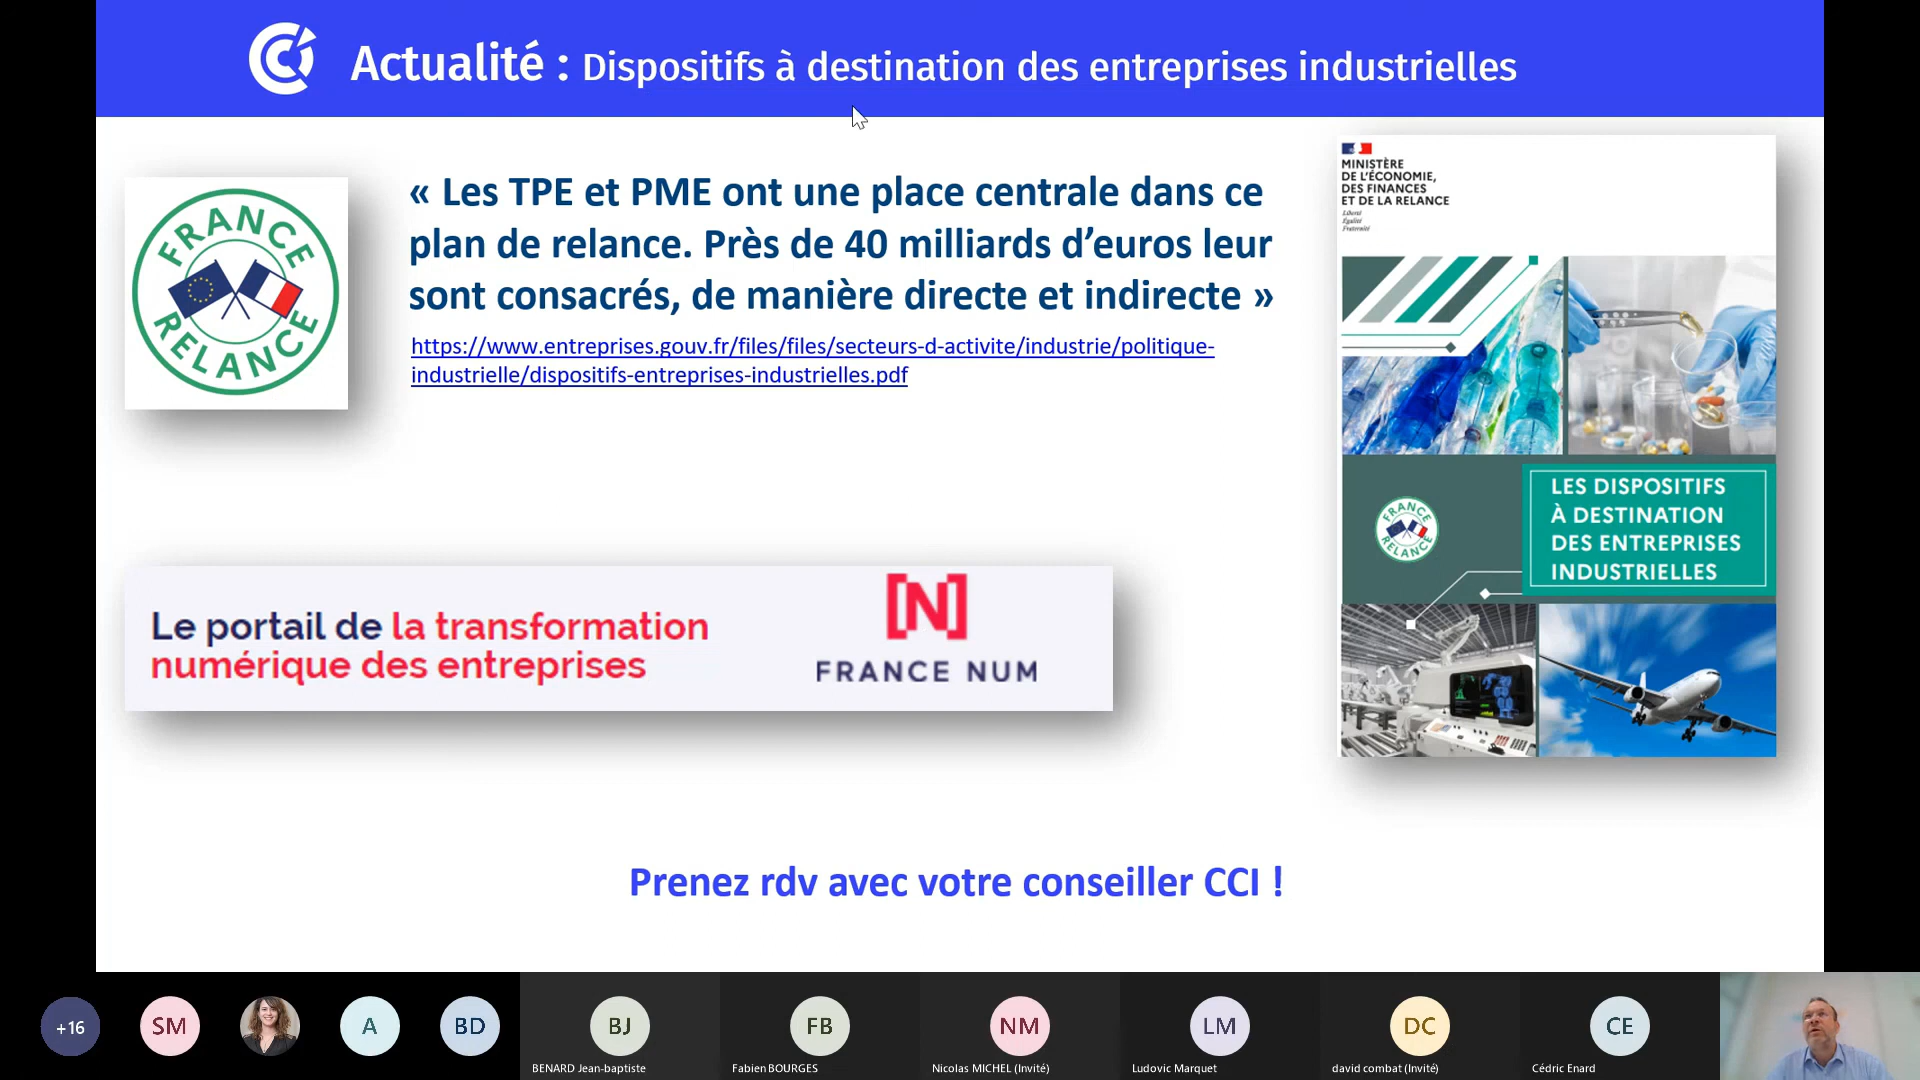 Actualité : Dispositifs à destination des entreprises industrielles
FRANCE
RELANCE
« Les TPE et PME ont une place centrale dans ce
plan de relance. Près de 40 milliards d’euros leur
sont consacrés, de manière directe et indirecte »
https://www.entreprises.gouv.fr/files/files/secteurs-d-activite/industrie/politique-
industrielle/dispositifs-entreprises-industrielles.pdf
MINISTÈRE
DE L’ÉCONOMIE,
DES FINANCES
ET DE LA RELANCE
Liberté
Égalité
Fraternité
FRANCE
RELANCE
LES DISPOSITIFS
À DESTINATION
DES ENTREPRISES
INDUSTRIELLES
Le portail de la transformation
numérique des entreprises
[N]
FRANCE NUM
Prenez rdv avec votre conseiller CCI !
+16
SM
A
BD
BJ
BENARD Jean-baptiste
FB
Fabien BOURGES
NM
Nicolas MICHEL (Invité)
LM
Ludovic Marquet
DC
david combat (Invité)
CE
Cédric Enard